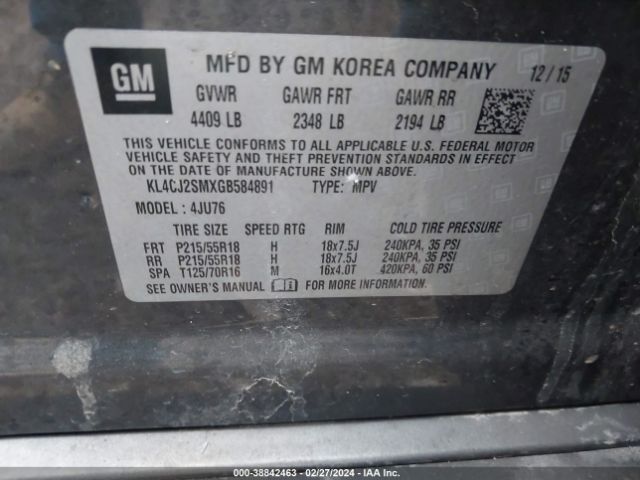 GM
MFD BY GM KOREA COMPANY 12/15
GVWR GAWR FRT GAWR RR
4409 LB 2348 LB 2194 LB
THIS VEHICLE CONFORMS TO ALL APPLICABLE U.S. FEDERAL MOTOR
VEHICLE SAFETY AND THEFT PREVENTION STANDARDS IN EFFECT
ON THE DATE OF MANUFACTURE SHOWN ABOVE.
KL4CJ2SMXGB584891 TYPE: MPV
MODEL : 4JU76
TIRE SIZE SPEED RTG RIM COLD TIRE PRESSURE
FRT P215/55R18 H 18x7.5J 240KPA, 35 PSI
RR P215/55R18 H 18x7.5J 240KPA, 35 PSI
SPA T125/70R16 M 16x4.0T 420KPA, 60 PSI
SEE OWNER'S MANUAL FOR MORE INFORMATION.
000-38842463 - 02/27/2024 - IAA, Inc.